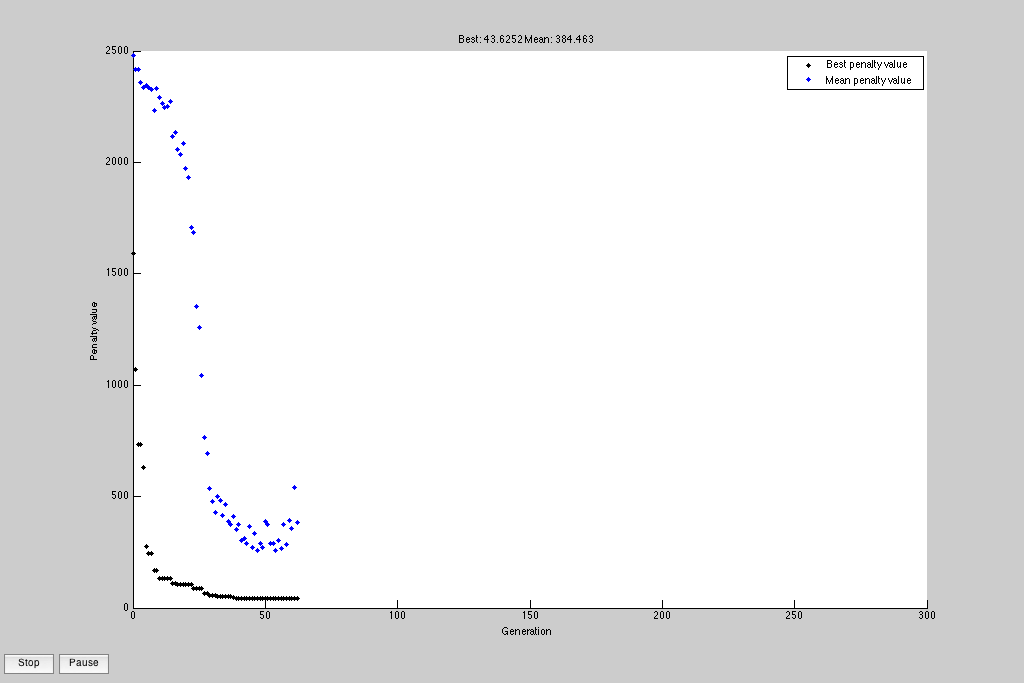 Best: 43.6252 Mean: 384.463
2500
Best penalty value
Mean penalty value
2000
1500
Penalty value
1000
500
0
0 50 100 150 200 250 300
Generation
Stop Pause